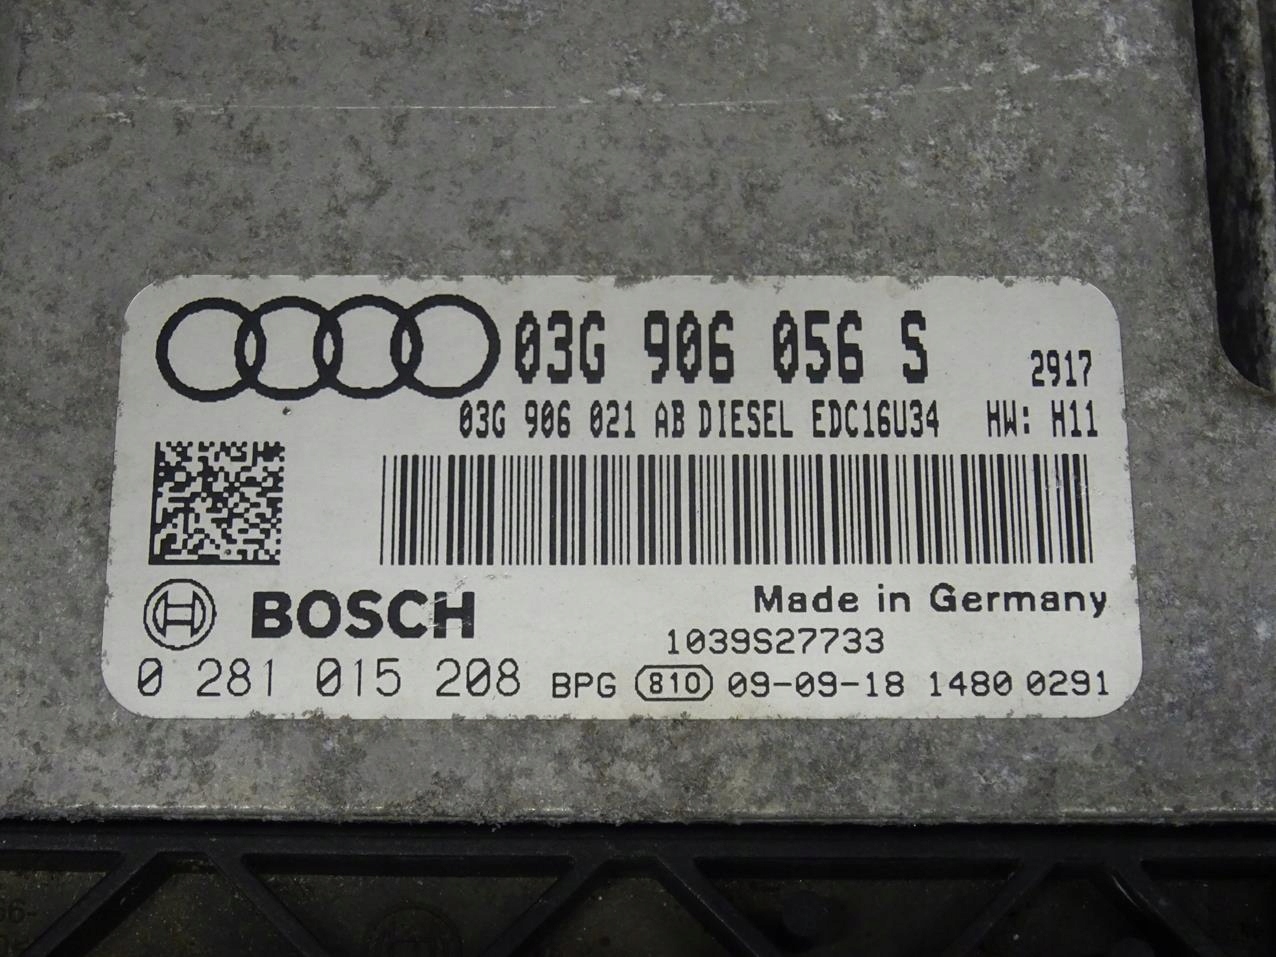 03G 906 056 S 2917
03G 906 021 AB DIESEL EDC16U34 HW: H11
BOSCH Made in Germany
1039S27733
0 281 015 208 BPG 810 09-09-18 1480 0291